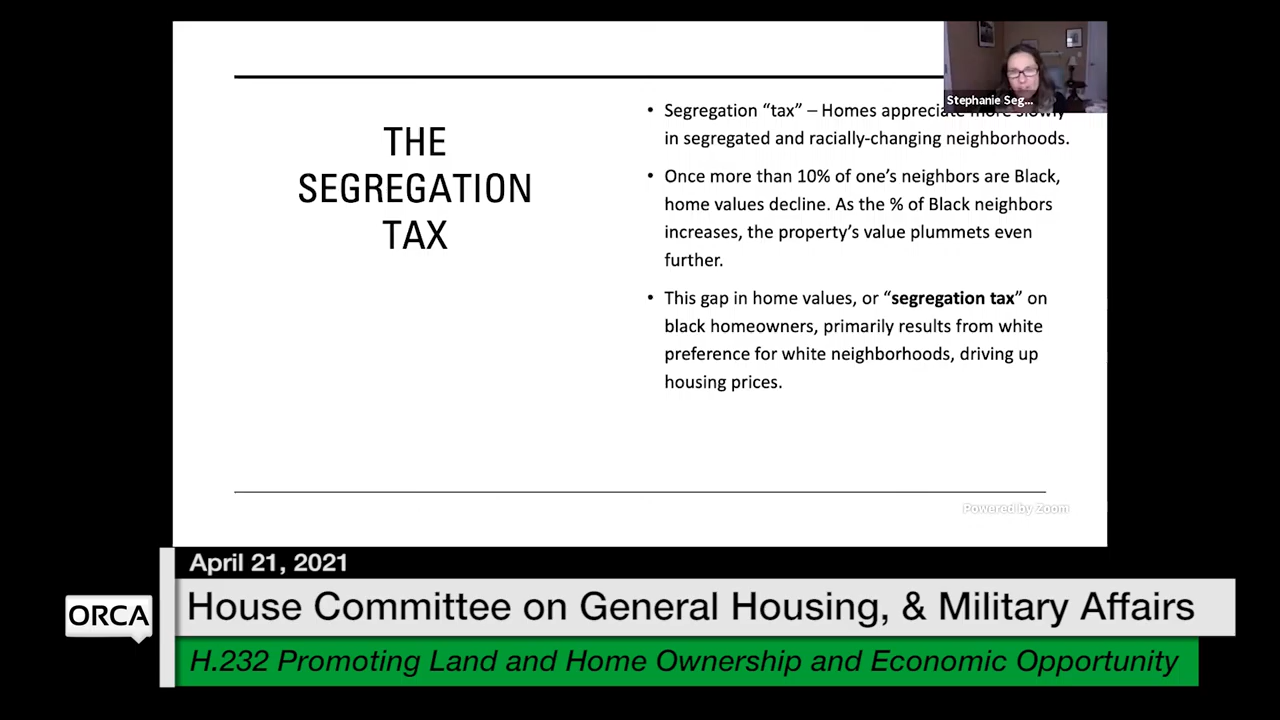 Stephanie Seg...
THE
SEGREGATION
TAX
• Segregation “tax” – Homes appreciate more slowly
in segregated and racially-changing neighborhoods.
• Once more than 10% of one’s neighbors are Black,
home values decline. As the % of Black neighbors
increases, the property’s value plummets even
further.
• This gap in home values, or “segregation tax” on
black homeowners, primarily results from white
preference for white neighborhoods, driving up
housing prices.
Powered by Zoom
April 21, 2021
ORCA
House Committee on General Housing, & Military Affairs
H.232 Promoting Land and Home Ownership and Economic Opportunity